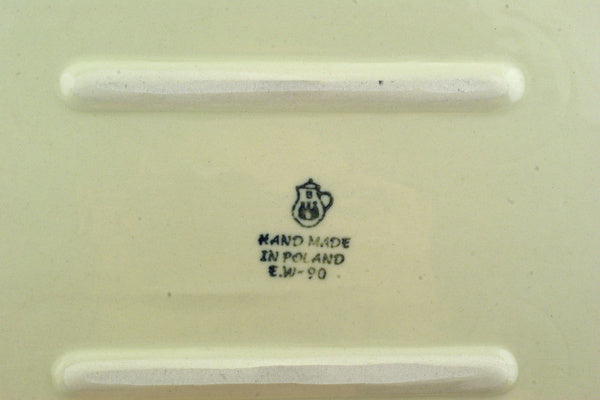 B
HAND MADE
IN POLAND
E.W-90